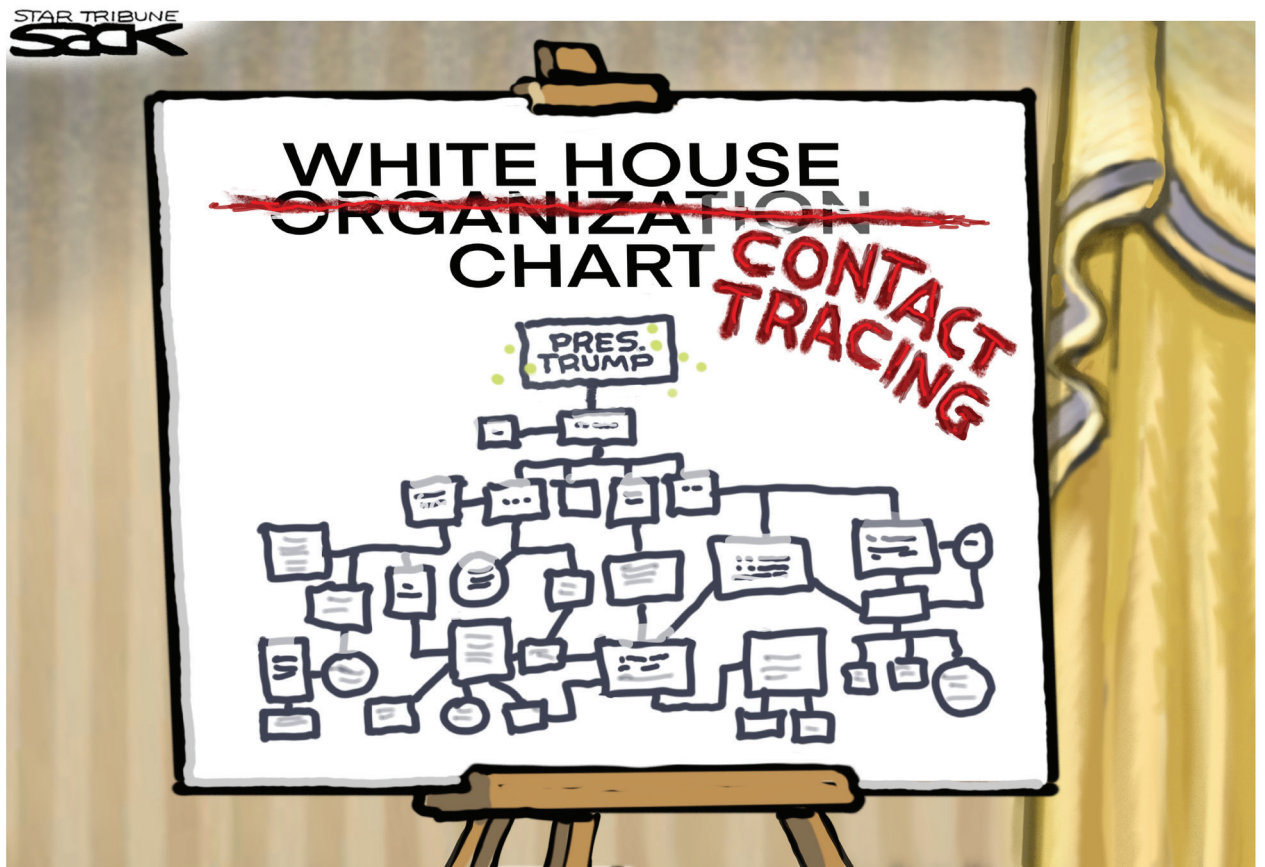 STAR TRIBUNE
SACK
WHITE HOUSE
ORGANIZATION
CHART
CONTACT
TRACING
PRES.
TRUMP